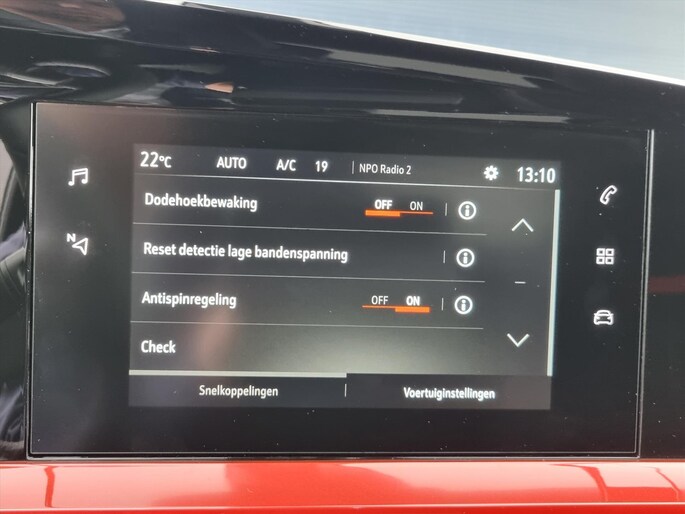 22°C AUTO A/C 19 NPO Radio 2 13:10
Dodehoekbewaking OFF ON
N
Reset detectie lage bandenspanning
Antispinregeling OFF ON
Check
Snelkoppelingen Voertuiginstellingen